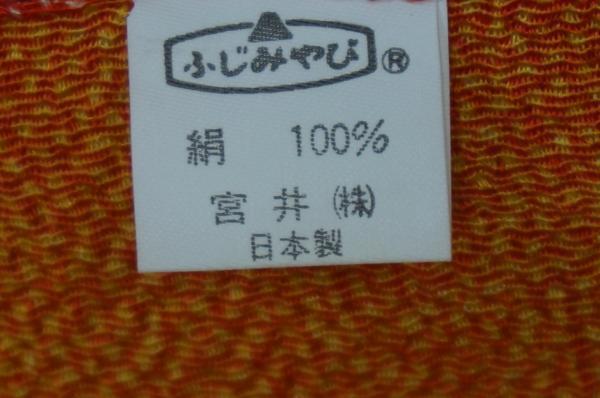 ふじみやび®
絹 100%
宮井㈱
日本製